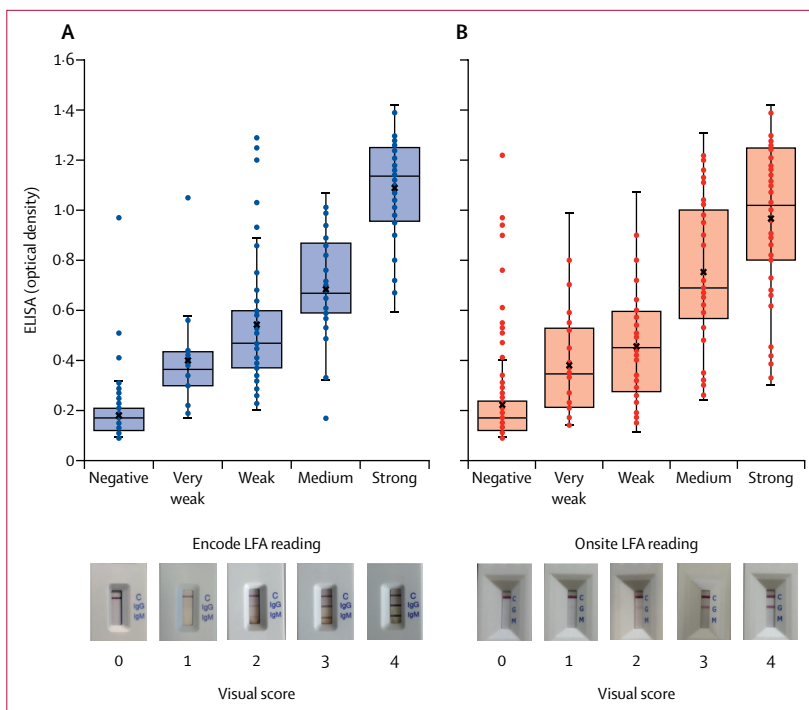 A
B
1·6
1·4
1·2
1·0
0·8
0·6
0·4
0·2
0
ELISA (optical density)
Negative Very weak Weak Medium Strong
Negative Very weak Weak Medium Strong
Encode LFA reading
Onsite LFA reading
C
IgG
IgM
C
IgG
IgM
C
IgG
IgM
C
IgG
IgM
C
IgG
IgM
C
G
M
C
G
M
C
G
M
C
G
M
C
G
M
0 1 2 3 4
0 1 2 3 4
Visual score
Visual score